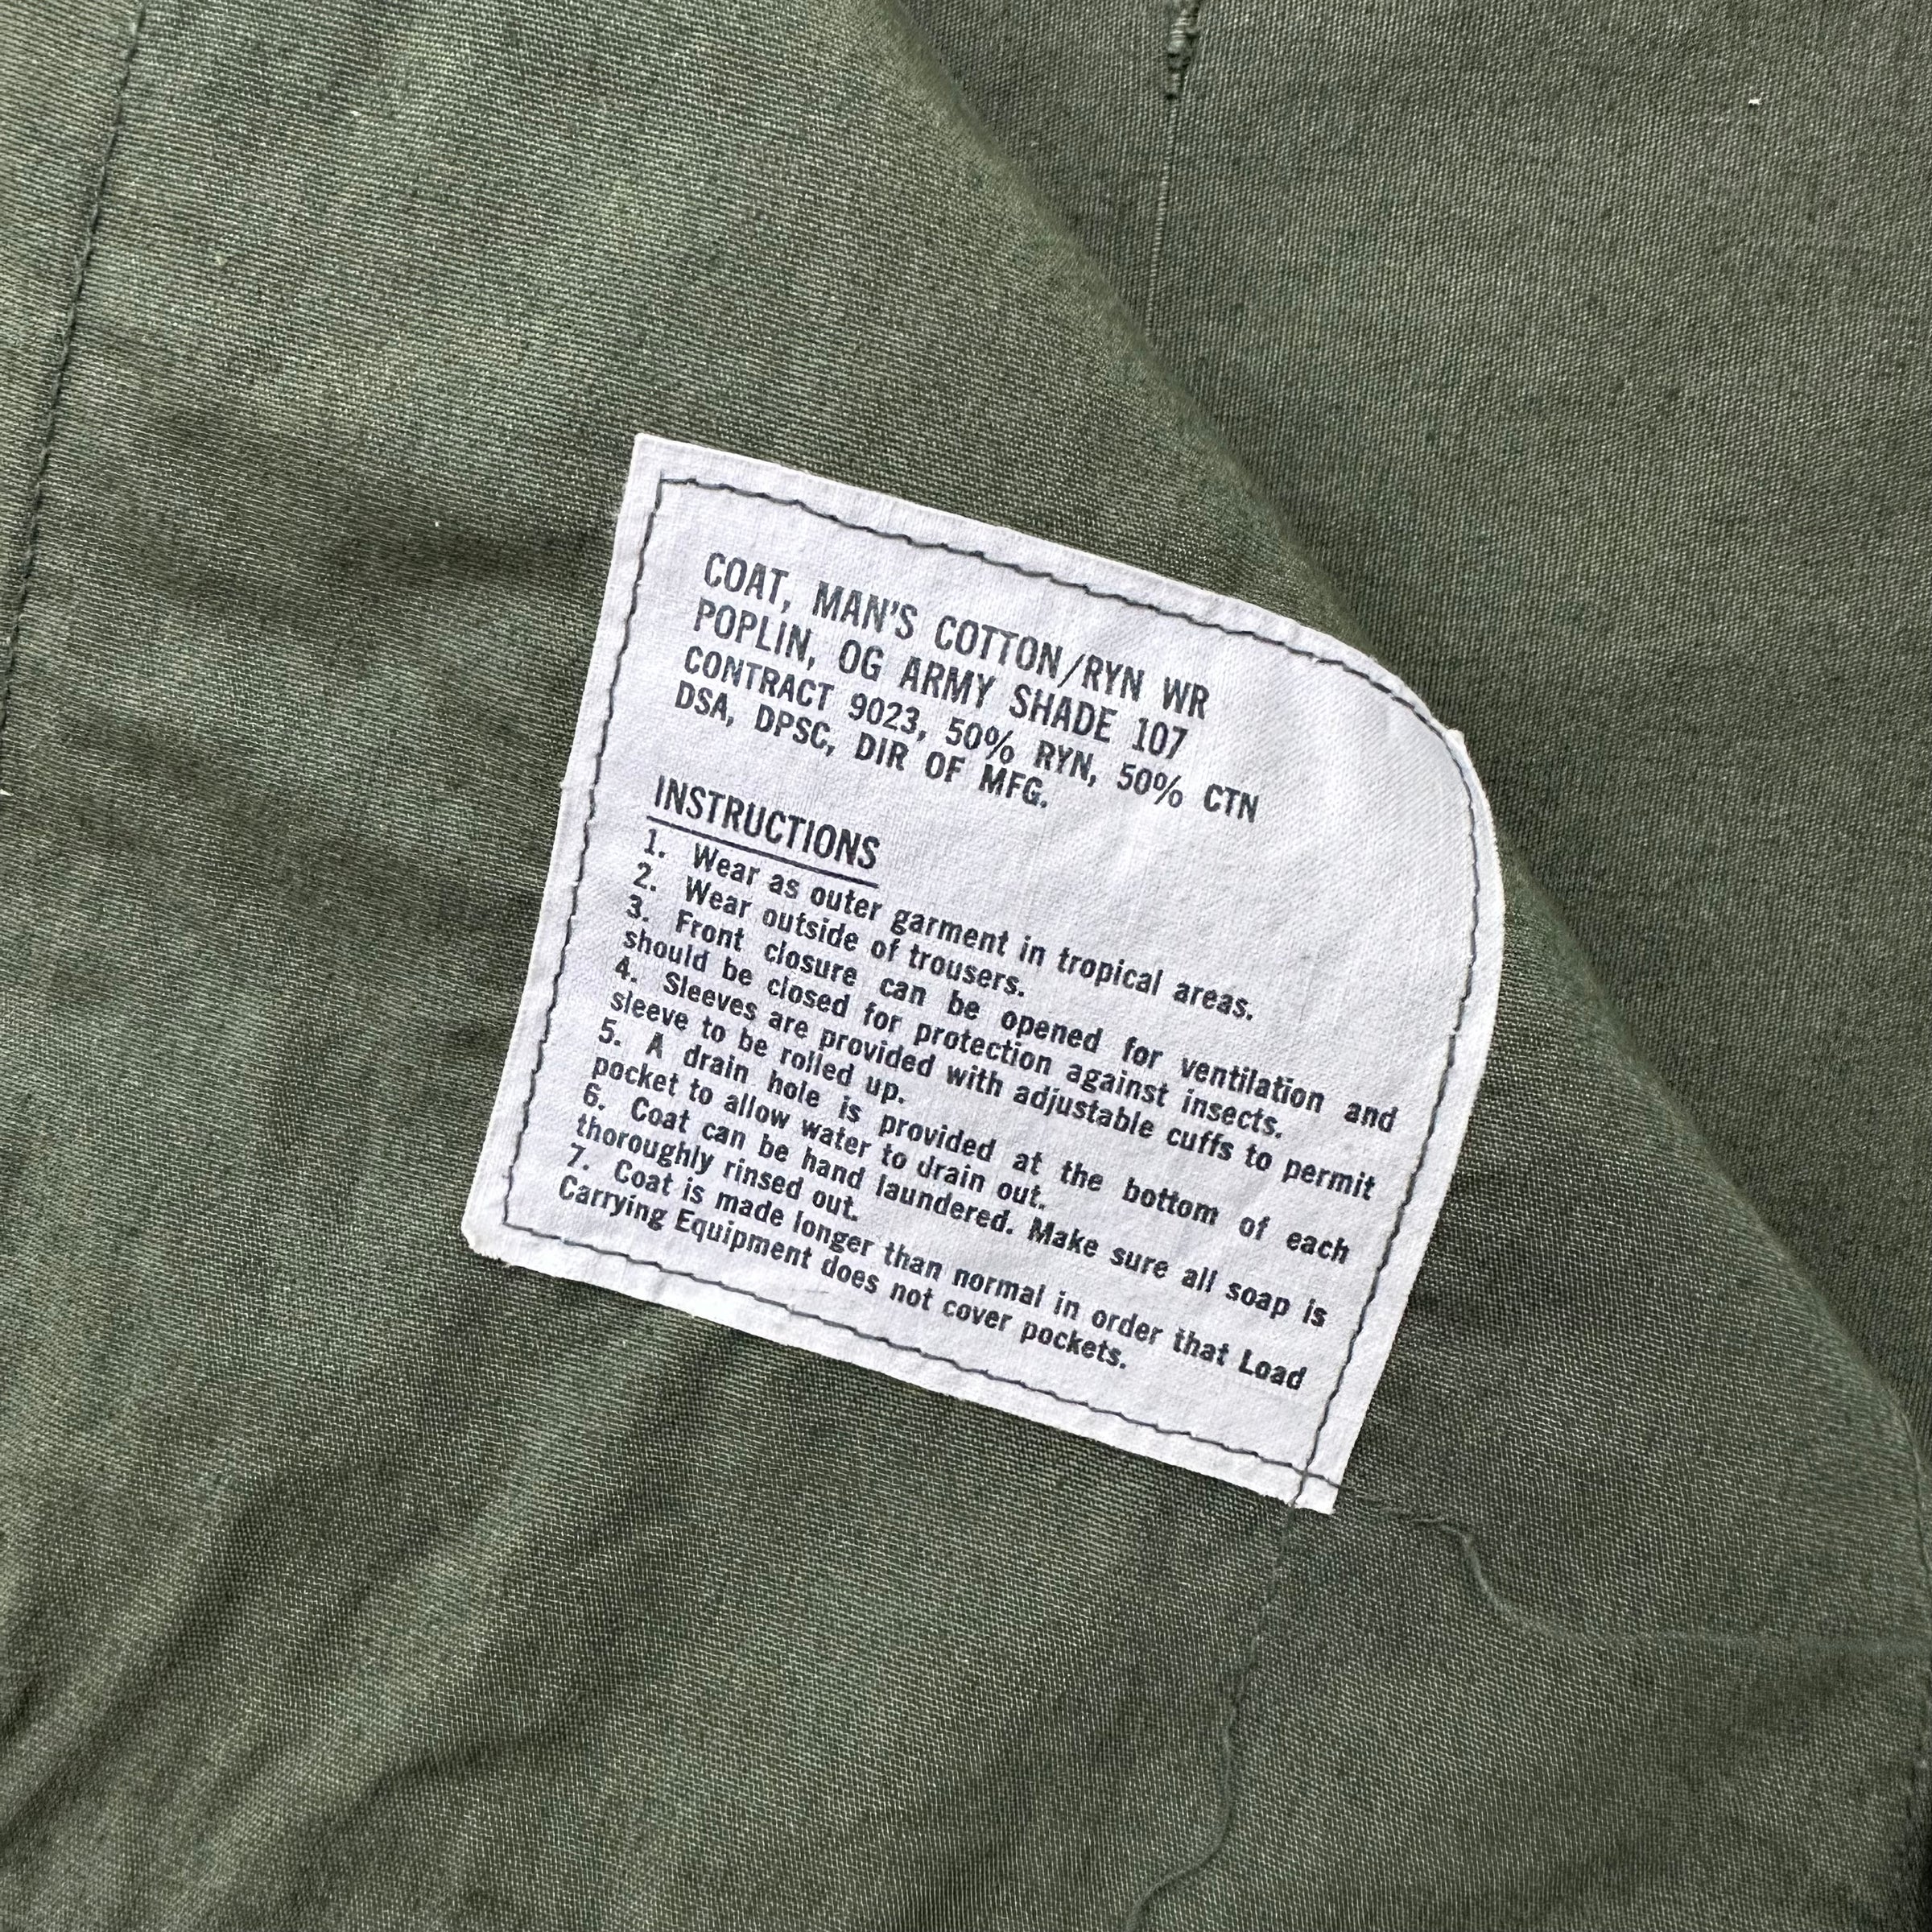 COAT, MAN'S COTTON/RYN WR
POPLIN, OG ARMY SHADE 107
CONTRACT 9023, 50% RYN, 50% CTN
DSA, DPSC, DIR OF MFG.
INSTRUCTIONS
1. Wear as outer garment in tropical areas.
2. Wear outside of trousers.
3. Front closure can be opened for ventilation and
should be closed for protection against insects.
4. Sleeves are provided with adjustable cuffs to permit
sleeve to be rolled up.
5. A drain hole is provided at the bottom of each
pocket to allow water to drain out.
6. Coat can be hand laundered. Make sure all soap is
thoroughly rinsed out.
7. Coat is made longer than normal in order that Load
Carrying Equipment does not cover pockets.